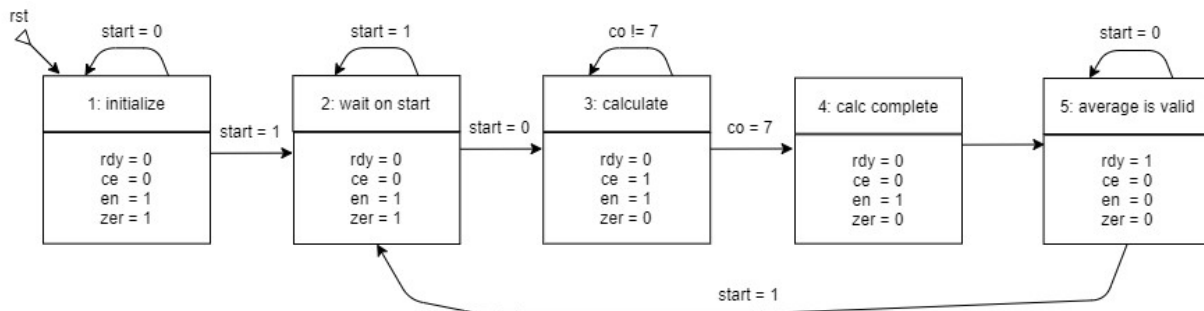 rst
start = 0
start = 1
co != 7
start = 0
1: initialize
2: wait on start
3: calculate
4: calc complete
5: average is valid
start = 1
start = 0
co = 7
rdy = 0
ce = 0
en = 1
zer = 1
rdy = 0
ce = 0
en = 1
zer = 1
rdy = 0
ce = 1
en = 1
zer = 0
rdy = 0
ce = 0
en = 1
zer = 0
rdy = 1
ce = 0
en = 0
zer = 0
start = 1